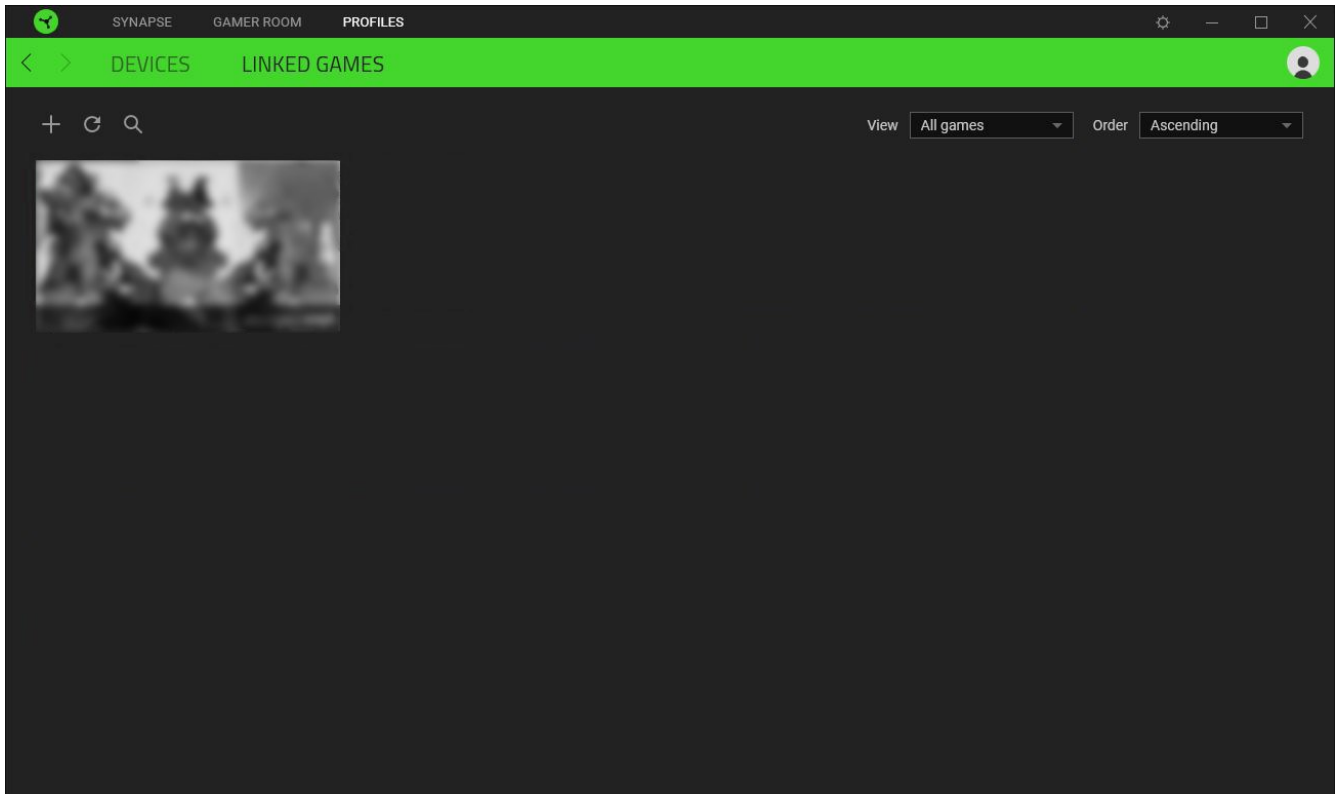 SYNAPSE GAMER ROOM PROFILES
DEVICES LINKED GAMES
View All games Order Ascending